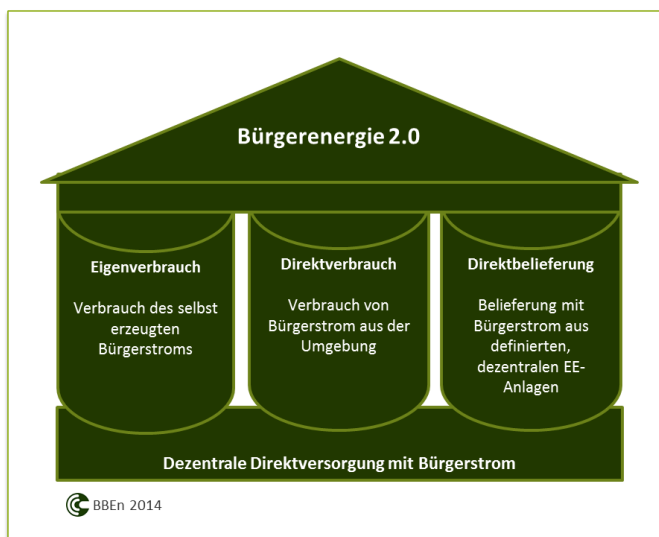 Bürgerenergie 2.0
Eigenverbrauch
Verbrauch des selbst
erzeugten
Bürgerstroms
Direktverbrauch
Verbrauch von
Bürgerstrom aus der
Umgebung
Direktbelieferung
Belieferung mit
Bürgerstrom aus
definierten,
dezentralen EE-
Anlagen
Dezentrale Direktversorgung mit Bürgerstrom
BBEn 2014